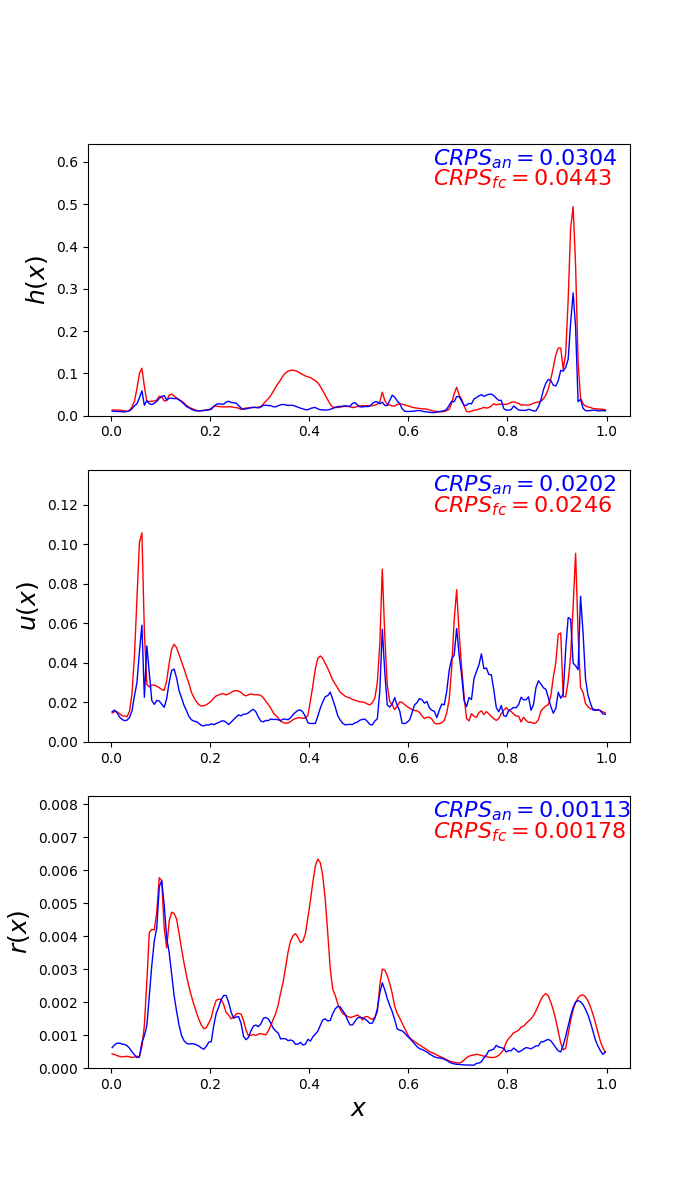 CRPS_an = 0.0304
CRPS_fc = 0.0443
h(x)
0.6
0.5
0.4
0.3
0.2
0.1
0.0
0.0 0.2 0.4 0.6 0.8 1.0
CRPS_an = 0.0202
CRPS_fc = 0.0246
u(x)
0.12
0.10
0.08
0.06
0.04
0.02
0.00
0.0 0.2 0.4 0.6 0.8 1.0
CRPS_an = 0.00113
CRPS_fc = 0.00178
r(x)
0.008
0.007
0.006
0.005
0.004
0.003
0.002
0.001
0.000
0.0 0.2 0.4 0.6 0.8 1.0
x